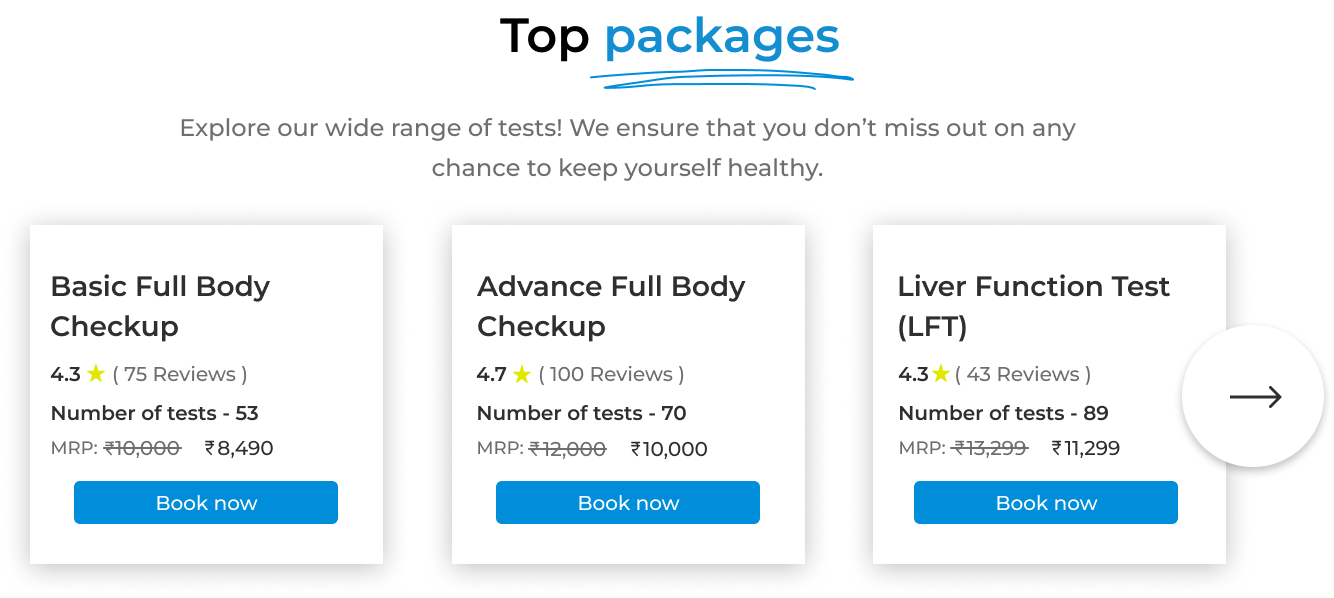 Top packages
Explore our wide range of tests! We ensure that you don’t miss out on any
chance to keep yourself healthy.
Basic Full Body
Checkup
4.3 ★ ( 75 Reviews )
Number of tests - 53
MRP: ₹10,000 ₹8,490
Book now
Advance Full Body
Checkup
4.7 ★ ( 100 Reviews )
Number of tests - 70
MRP: ₹12,000 ₹10,000
Book now
Liver Function Test
(LFT)
4.3 ★ ( 43 Reviews )
Number of tests - 89
MRP: ₹13,299 ₹11,299
Book now